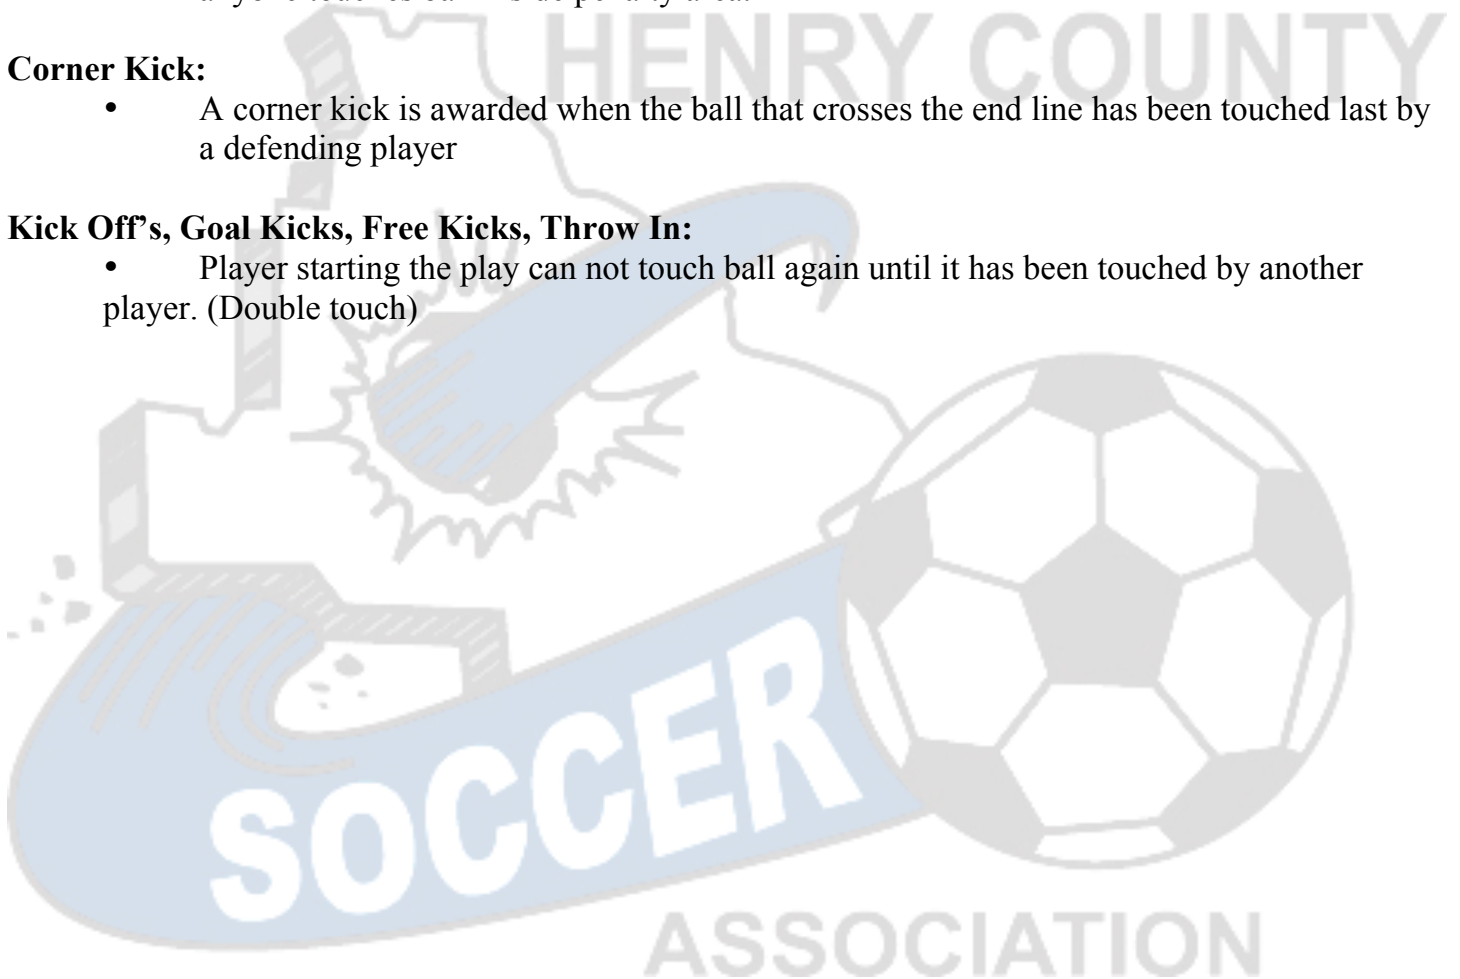 HENRY COUNTY
Corner Kick:
• A corner kick is awarded when the ball that crosses the end line has been touched last by
a defending player
Kick Off's, Goal Kicks, Free Kicks, Throw In:
• Player starting the play can not touch ball again until it has been touched by another
player. (Double touch)
SOCCER
ASSOCIATION